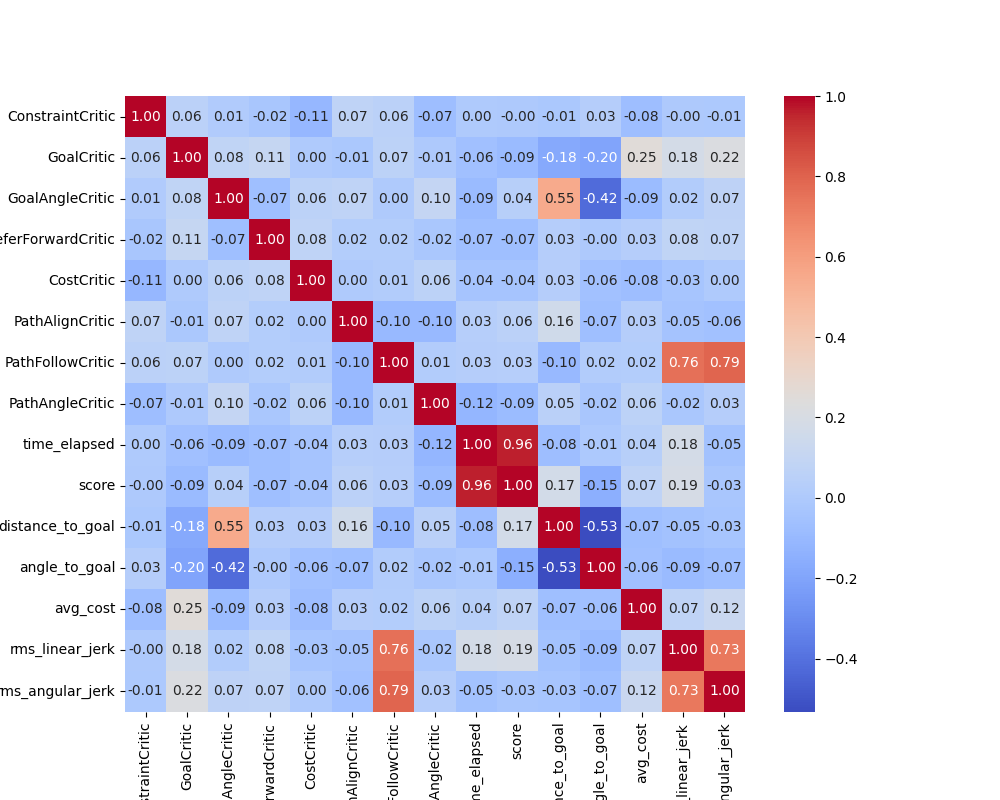 ConstraintCritic 1.00 0.06 0.01 -0.02 -0.11 0.07 0.06 -0.07 0.00 -0.00 -0.01 0.03 -0.08 -0.00 -0.01
GoalCritic 0.06 1.00 0.08 0.11 0.00 -0.01 0.07 -0.01 -0.06 -0.09 -0.18 -0.20 0.25 0.18 0.22
GoalAngleCritic 0.01 0.08 1.00 -0.07 0.06 0.07 0.00 0.10 -0.09 0.04 0.55 -0.42 -0.09 0.02 0.07
eferForwardCritic -0.02 0.11 -0.07 1.00 0.08 0.02 0.02 -0.02 -0.07 -0.07 0.03 -0.00 0.03 0.08 0.07
CostCritic -0.11 0.00 0.06 0.08 1.00 0.00 0.01 0.06 -0.04 -0.04 0.03 -0.06 -0.08 -0.03 0.00
PathAlignCritic 0.07 -0.01 0.07 0.02 0.00 1.00 -0.10 -0.10 0.03 0.06 0.16 -0.07 0.03 -0.05 -0.06
PathFollowCritic 0.06 0.07 0.00 0.02 0.01 -0.10 1.00 0.01 0.03 0.03 -0.10 0.02 0.02 0.76 0.79
PathAngleCritic -0.07 -0.01 0.10 -0.02 0.06 -0.10 0.01 1.00 -0.12 -0.09 0.05 -0.02 0.06 -0.02 0.03
time_elapsed 0.00 -0.06 -0.09 -0.07 -0.04 0.03 0.03 -0.12 1.00 0.96 -0.08 -0.01 0.04 0.18 -0.05
score -0.00 -0.09 0.04 -0.07 -0.04 0.06 0.03 -0.09 0.96 1.00 0.17 -0.15 0.07 0.19 -0.03
distance_to_goal -0.01 -0.18 0.55 0.03 0.03 0.16 -0.10 0.05 -0.08 0.17 1.00 -0.53 -0.07 -0.05 -0.03
angle_to_goal 0.03 -0.20 -0.42 -0.00 -0.06 -0.07 0.02 -0.02 -0.01 -0.15 -0.53 1.00 -0.06 -0.09 -0.07
avg_cost -0.08 0.25 -0.09 0.03 -0.08 0.03 0.02 0.06 0.04 0.07 -0.07 -0.06 1.00 0.07 0.12
rms_linear_jerk -0.00 0.18 0.02 0.08 -0.03 -0.05 0.76 -0.02 0.18 0.19 -0.05 -0.09 0.07 1.00 0.73
ms_angular_jerk -0.01 0.22 0.07 0.07 0.00 -0.06 0.79 0.03 -0.05 -0.03 -0.03 -0.07 0.12 0.73 1.00
straintCritic
GoalCritic
AngleCritic
rwardCritic
CostCritic
hAlignCritic
FollowCritic
AngleCritic
me_elapsed
score
nce_to_goal
gle_to_goal
avg_cost
_linear_jerk
ngular_jerk
1.0
0.8
0.6
0.4
0.2
0.0
−0.2
−0.4